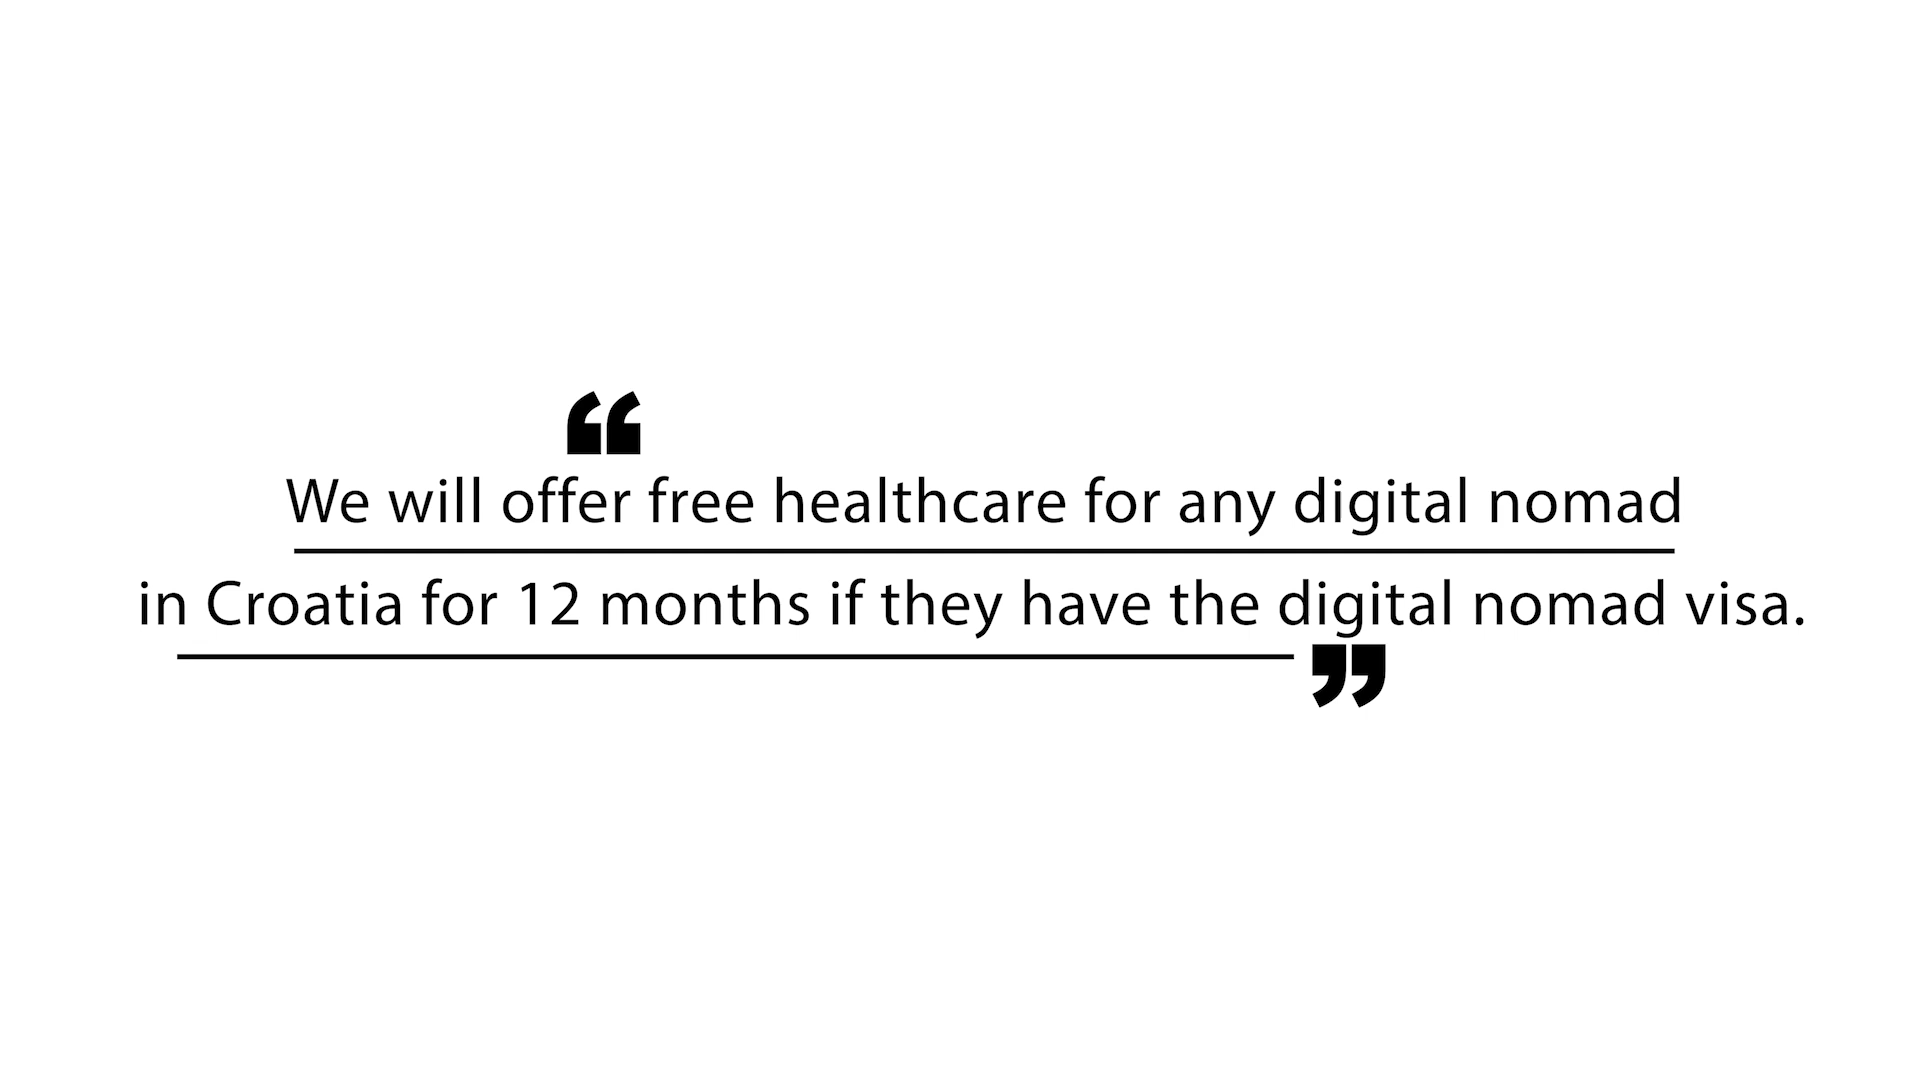 “
We will offer free healthcare for any digital nomad
in Croatia for 12 months if they have the digital nomad visa.
”